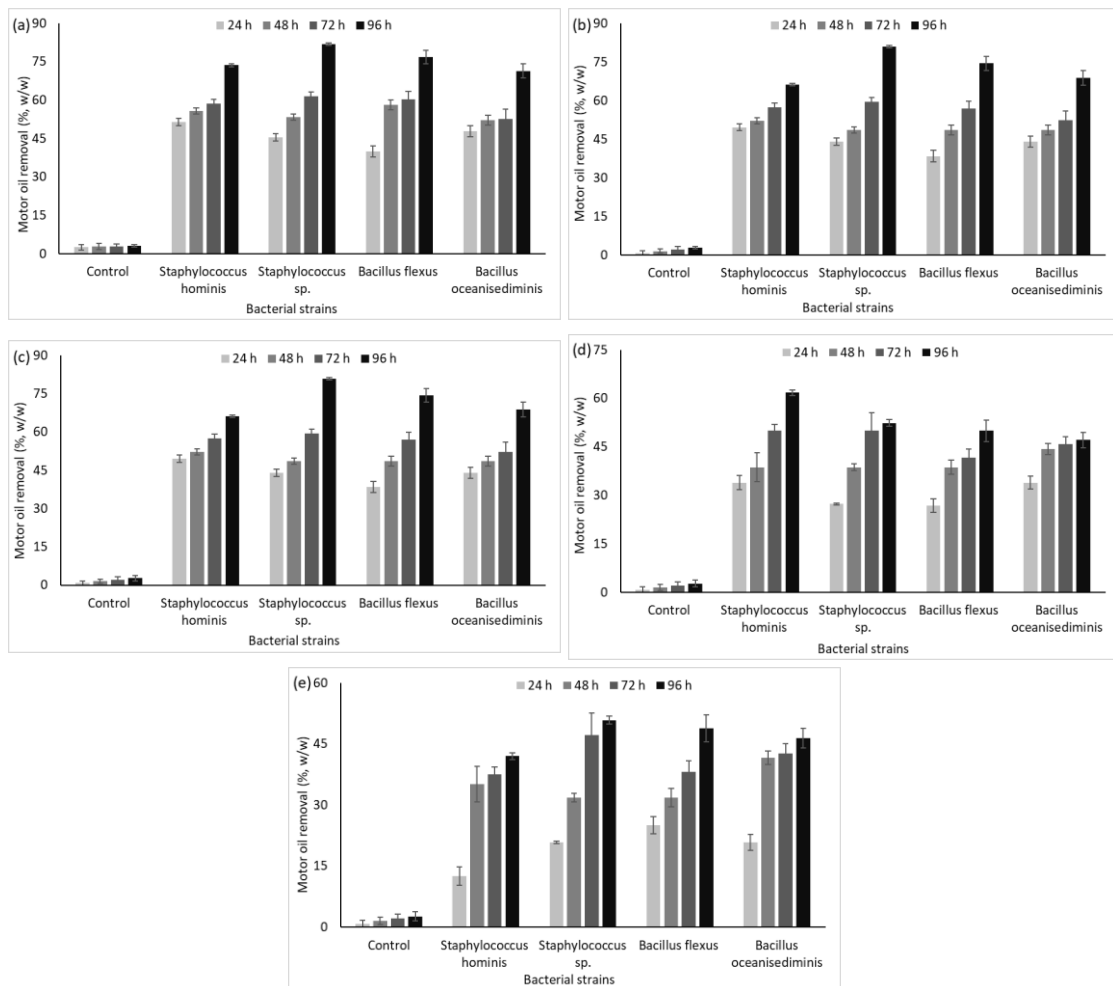 (a)
24 h 48 h 72 h 96 h
Motor oil removal (%, w/w)
90
75
60
45
30
15
0
Control
Staphylococcus
hominis
Staphylococcus
sp.
Bacillus flexus
Bacillus
oceanisediminis
Bacterial strains
(b)
24 h 48 h 72 h 96 h
Motor oil removal (%, w/w)
90
75
60
45
30
15
0
Control
Staphylococcus
hominis
Staphylococcus
sp.
Bacillus flexus
Bacillus
oceanisediminis
Bacterial strains
(c)
24 h 48 h 72 h 96 h
Motor oil removal (%, w/w)
90
75
60
45
30
15
0
Control
Staphylococcus
hominis
Staphylococcus
sp.
Bacillus flexus
Bacillus
oceanisediminis
Bacterial strains
(d)
24 h 48 h 72 h 96 h
Motor oil removal (%, w/w)
75
60
45
30
15
0
Control
Staphylococcus
hominis
Staphylococcus
sp.
Bacillus flexus
Bacillus
oceanisediminis
Bacterial strains
(e)
24 h 48 h 72 h 96 h
Motor oil removal (%, w/w)
60
45
30
15
0
Control
Staphylococcus
hominis
Staphylococcus
sp.
Bacillus flexus
Bacillus
oceanisediminis
Bacterial strains